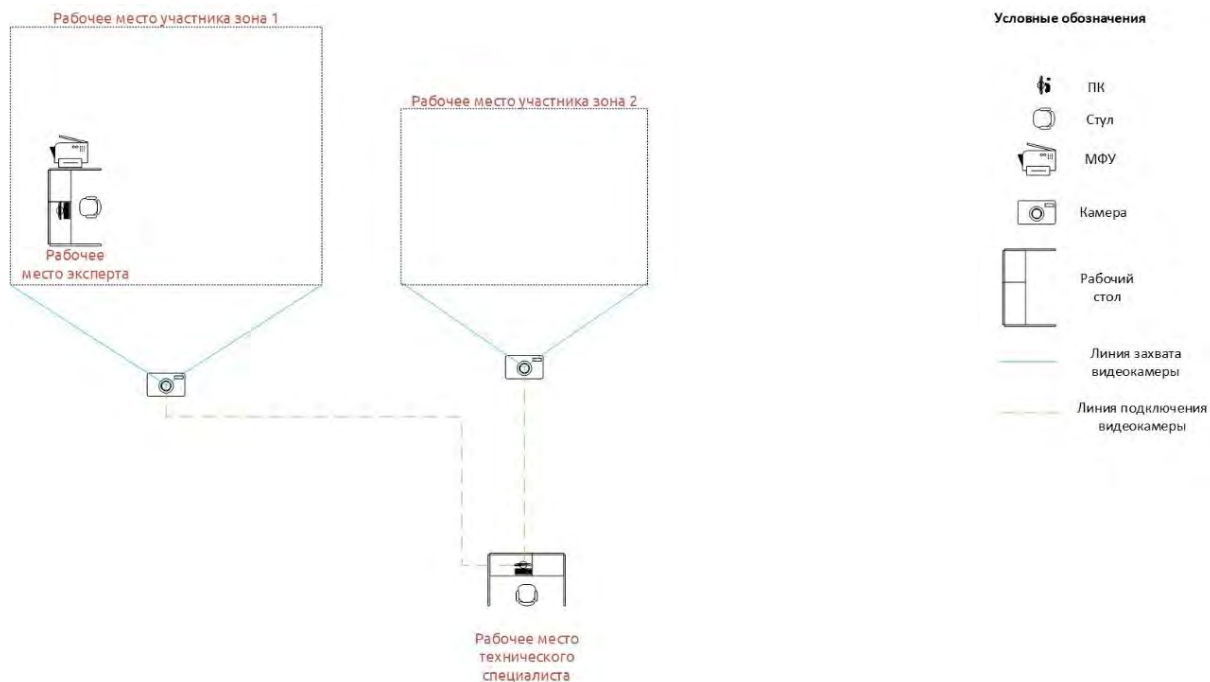 Рабочее место участника зона 1
Рабочее место участника зона 2
Рабочее
место эксперта
Рабочее место
технического
специалиста
Условные обозначения
ПК
Стул
МФУ
Камера
Рабочий
стол
Линия захвата
видеокамеры
Линия подключения
видеокамеры